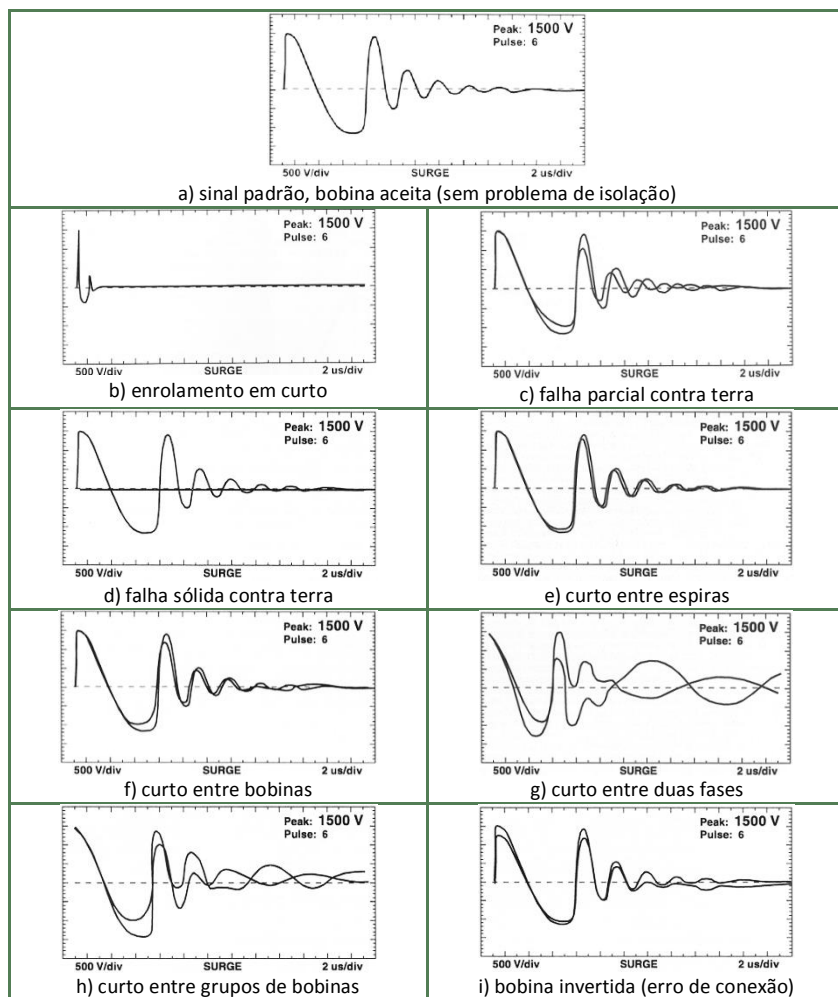 Peak: 1500 V
Pulse: 6
500 V/div SURGE 2 us/div
a) sinal padrão, bobina aceita (sem problema de isolação)
Peak: 1500 V
Pulse: 6
500 V/div SURGE 2 us/div
b) enrolamento em curto
Peak: 1500 V
Pulse: 6
500 V/div SURGE 2 us/div
c) falha parcial contra terra
Peak: 1500 V
Pulse: 6
500 V/div SURGE 2 us/div
d) falha sólida contra terra
Peak: 1500 V
Pulse: 6
500 V/div SURGE 2 us/div
e) curto entre espiras
Peak: 1500 V
Pulse: 6
500 V/div SURGE 2 us/div
f) curto entre bobinas
Peak: 1500 V
Pulse: 6
500 V/div SURGE 2 us/div
g) curto entre duas fases
Peak: 1500 V
Pulse: 6
500 V/div SURGE 2 us/div
h) curto entre grupos de bobinas
Peak: 1500 V
Pulse: 6
500 V/div SURGE 2 us/div
i) bobina invertida (erro de conexão)